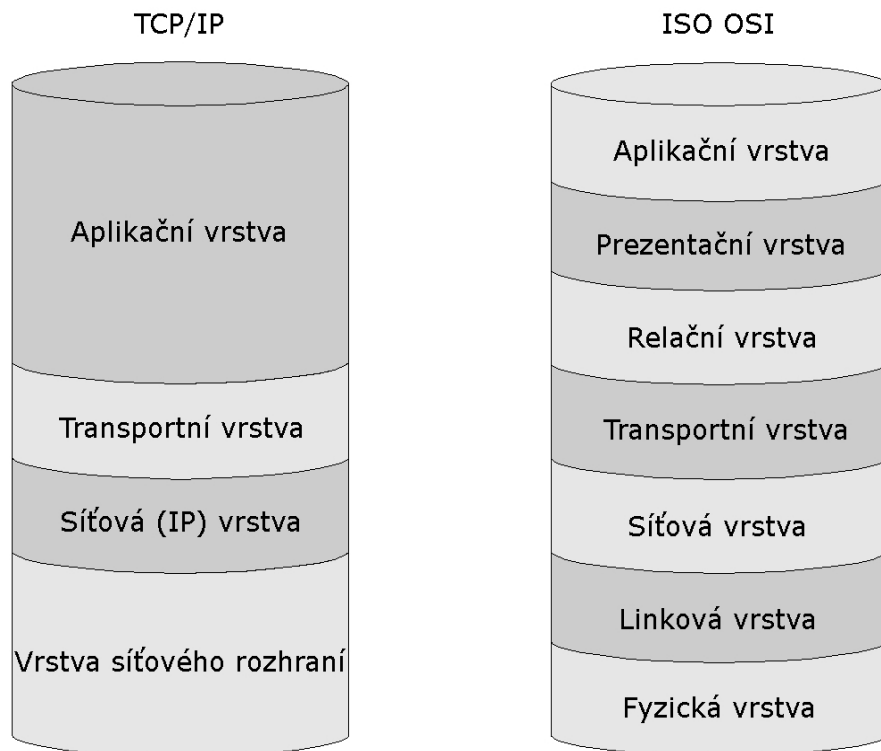 TCP/IP
Aplikační vrstva
Transportní vrstva
Síťová (IP) vrstva
Vrstva síťového rozhraní
ISO OSI
Aplikační vrstva
Prezentační vrstva
Relační vrstva
Transportní vrstva
Síťová vrstva
Linková vrstva
Fyzická vrstva